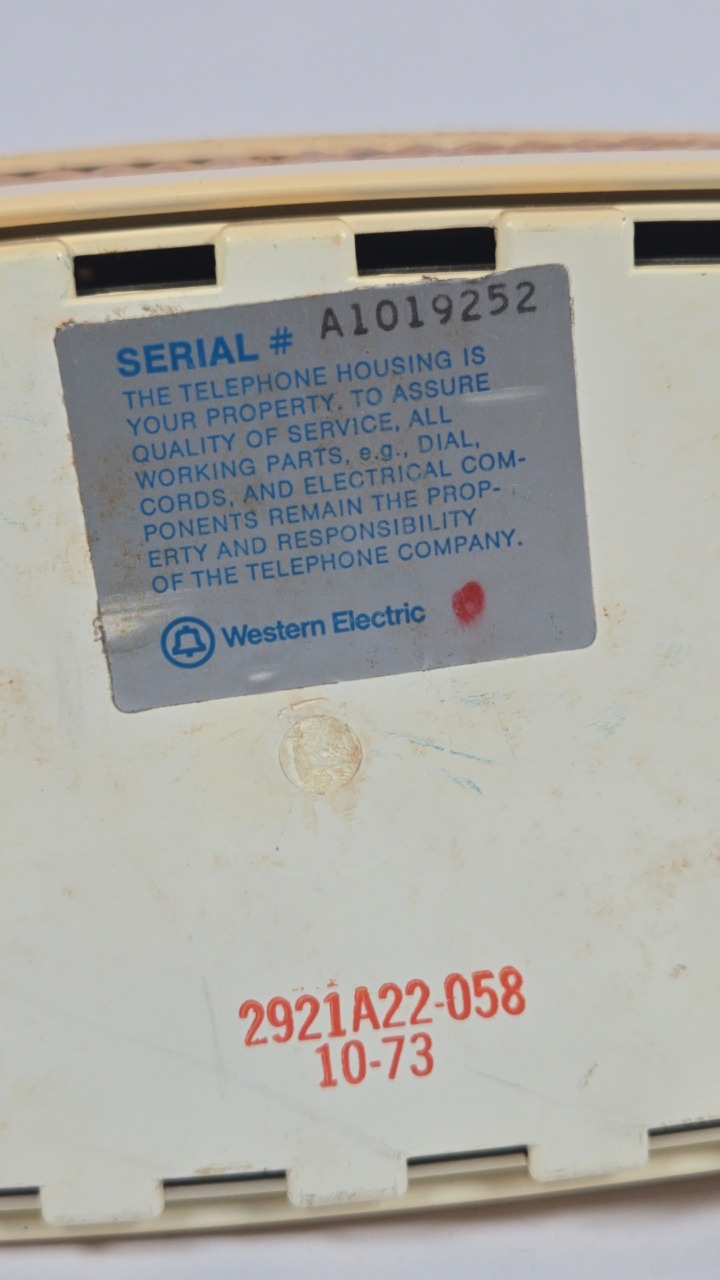 SERIAL # A1019252
THE TELEPHONE HOUSING IS
YOUR PROPERTY. TO ASSURE
QUALITY OF SERVICE, ALL
WORKING PARTS, e.g., DIAL,
CORDS, AND ELECTRICAL COM-
PONENTS REMAIN THE PROP-
ERTY AND RESPONSIBILITY
OF THE TELEPHONE COMPANY.
Western Electric
2921A22-058
10-73